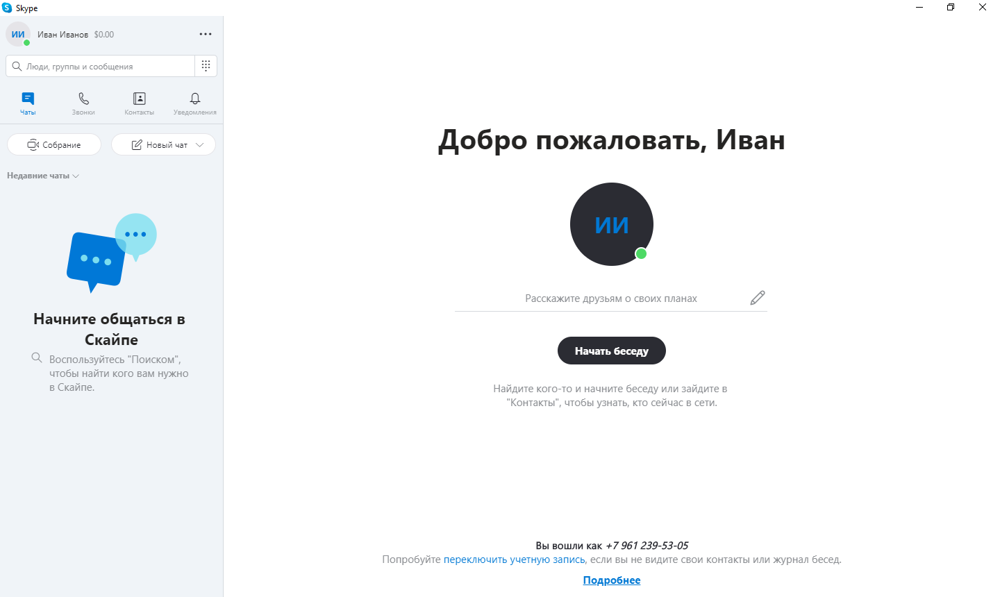 Skype
ИИ
Иван Иванов $0.00
Люди, группы и сообщения
Чаты
Звонки
Контакты
Уведомления
Собрание
Новый чат
Недавние чаты
Начните общаться в
Скайпе
Воспользуйтесь "Поиском",
чтобы найти кого вам нужно
в Скайпе.
Добро пожаловать, Иван
ИИ
Расскажите друзьям о своих планах
Начать беседу
Найдите кого-то и начните беседу или зайдите в
"Контакты", чтобы узнать, кто сейчас в сети.
Вы вошли как +7 961 239-53-05
Попробуйте переключить учетную запись, если вы не видите свои контакты или журнал бесед.
Подробнее